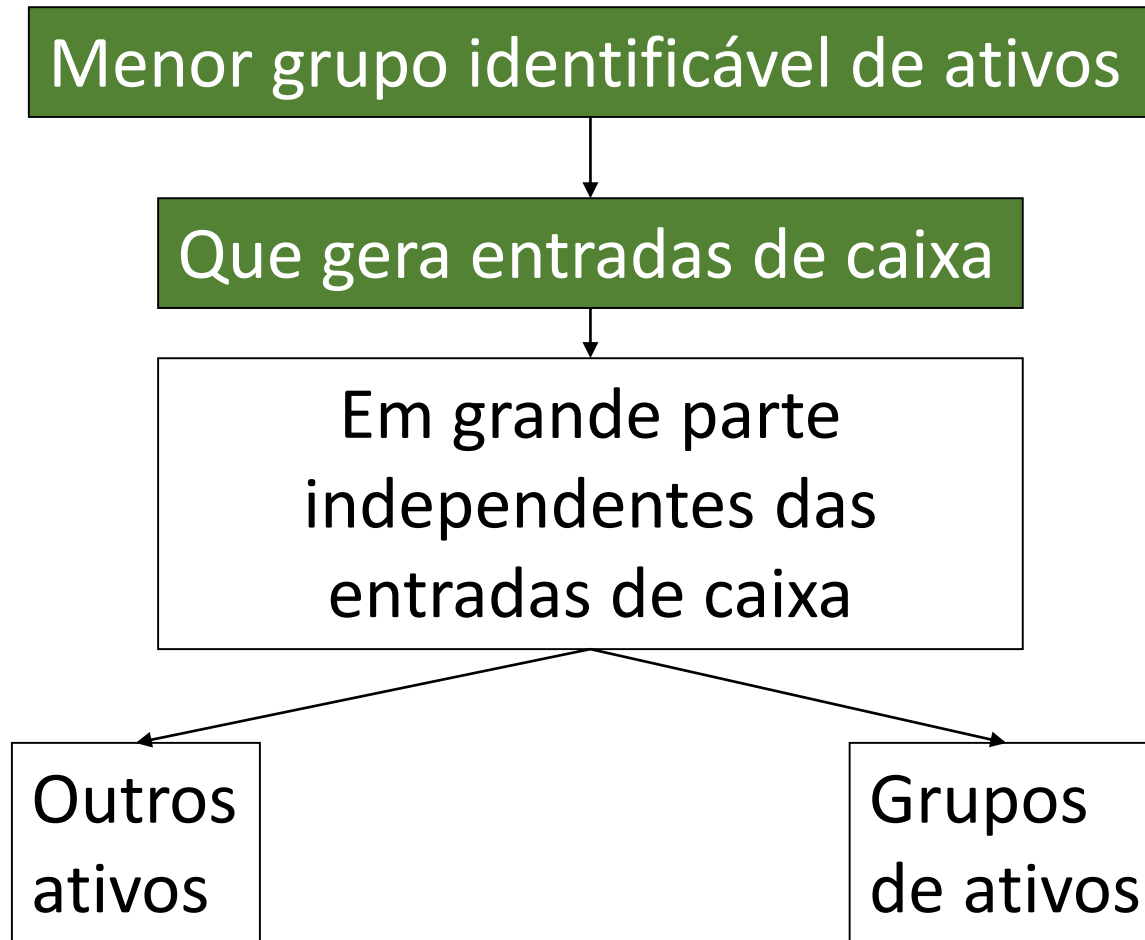 Menor grupo identificável de ativos
Que gera entradas de caixa
Em grande parte
independentes das
entradas de caixa
Outros
ativos
Grupos
de ativos